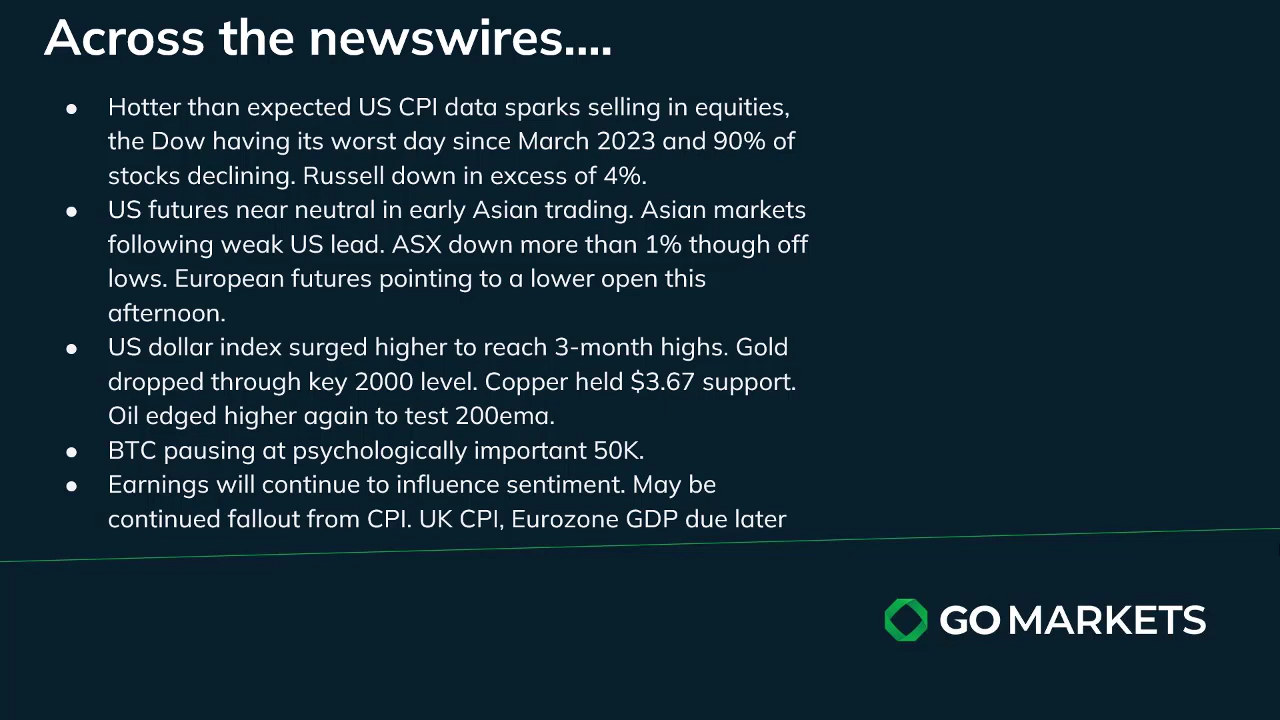 Across the newswires....
● Hotter than expected US CPI data sparks selling in equities,
the Dow having its worst day since March 2023 and 90% of
stocks declining. Russell down in excess of 4%.
● US futures near neutral in early Asian trading. Asian markets
following weak US lead. ASX down more than 1% though off
lows. European futures pointing to a lower open this
afternoon.
● US dollar index surged higher to reach 3-month highs. Gold
dropped through key 2000 level. Copper held $3.67 support.
Oil edged higher again to test 200ema.
● BTC pausing at psychologically important 50K.
● Earnings will continue to influence sentiment. May be
continued fallout from CPI. UK CPI, Eurozone GDP due later
GO MARKETS